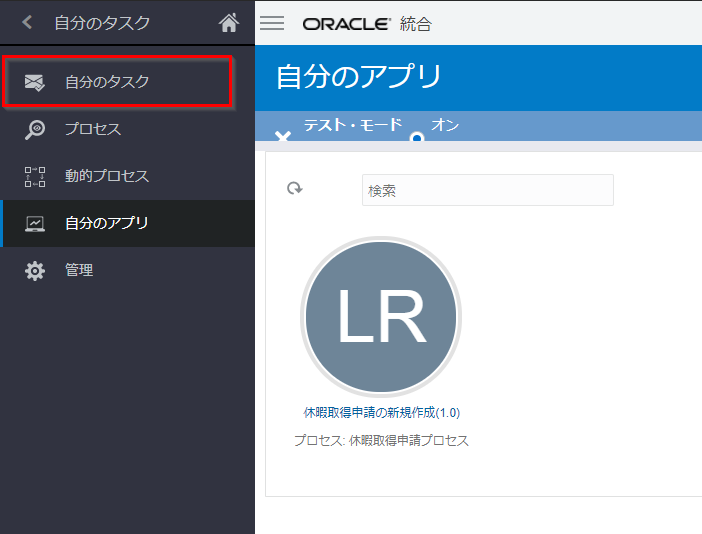 自分のタスク
自分のタスク
プロセス
動的プロセス
自分のアプリ
管理
ORACLE 統合
自分のアプリ
テスト・モード オン
検索
LR
休暇取得申請の新規作成(1.0)
プロセス: 休暇取得申請プロセス